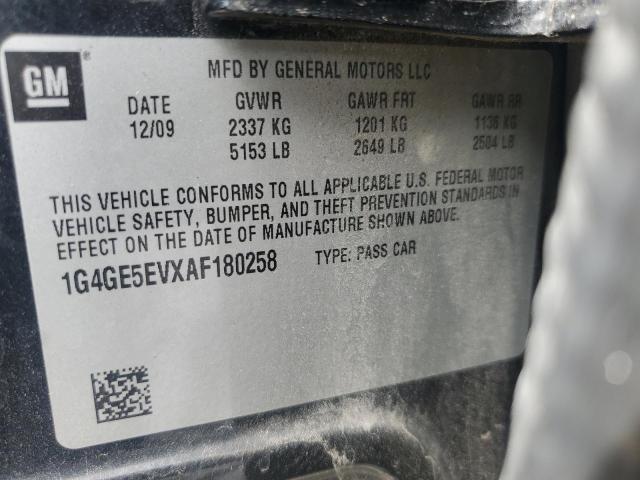 GM
MFD BY GENERAL MOTORS LLC
DATE GVWR GAWR FRT GAWR RR
12/09 2337 KG 1201 KG 1136 KG
5153 LB 2649 LB 2504 LB
THIS VEHICLE CONFORMS TO ALL APPLICABLE U.S. FEDERAL MOTOR
VEHICLE SAFETY, BUMPER, AND THEFT PREVENTION STANDARDS IN
EFFECT ON THE DATE OF MANUFACTURE SHOWN ABOVE.
1G4GE5EVXAF180258 TYPE: PASS CAR